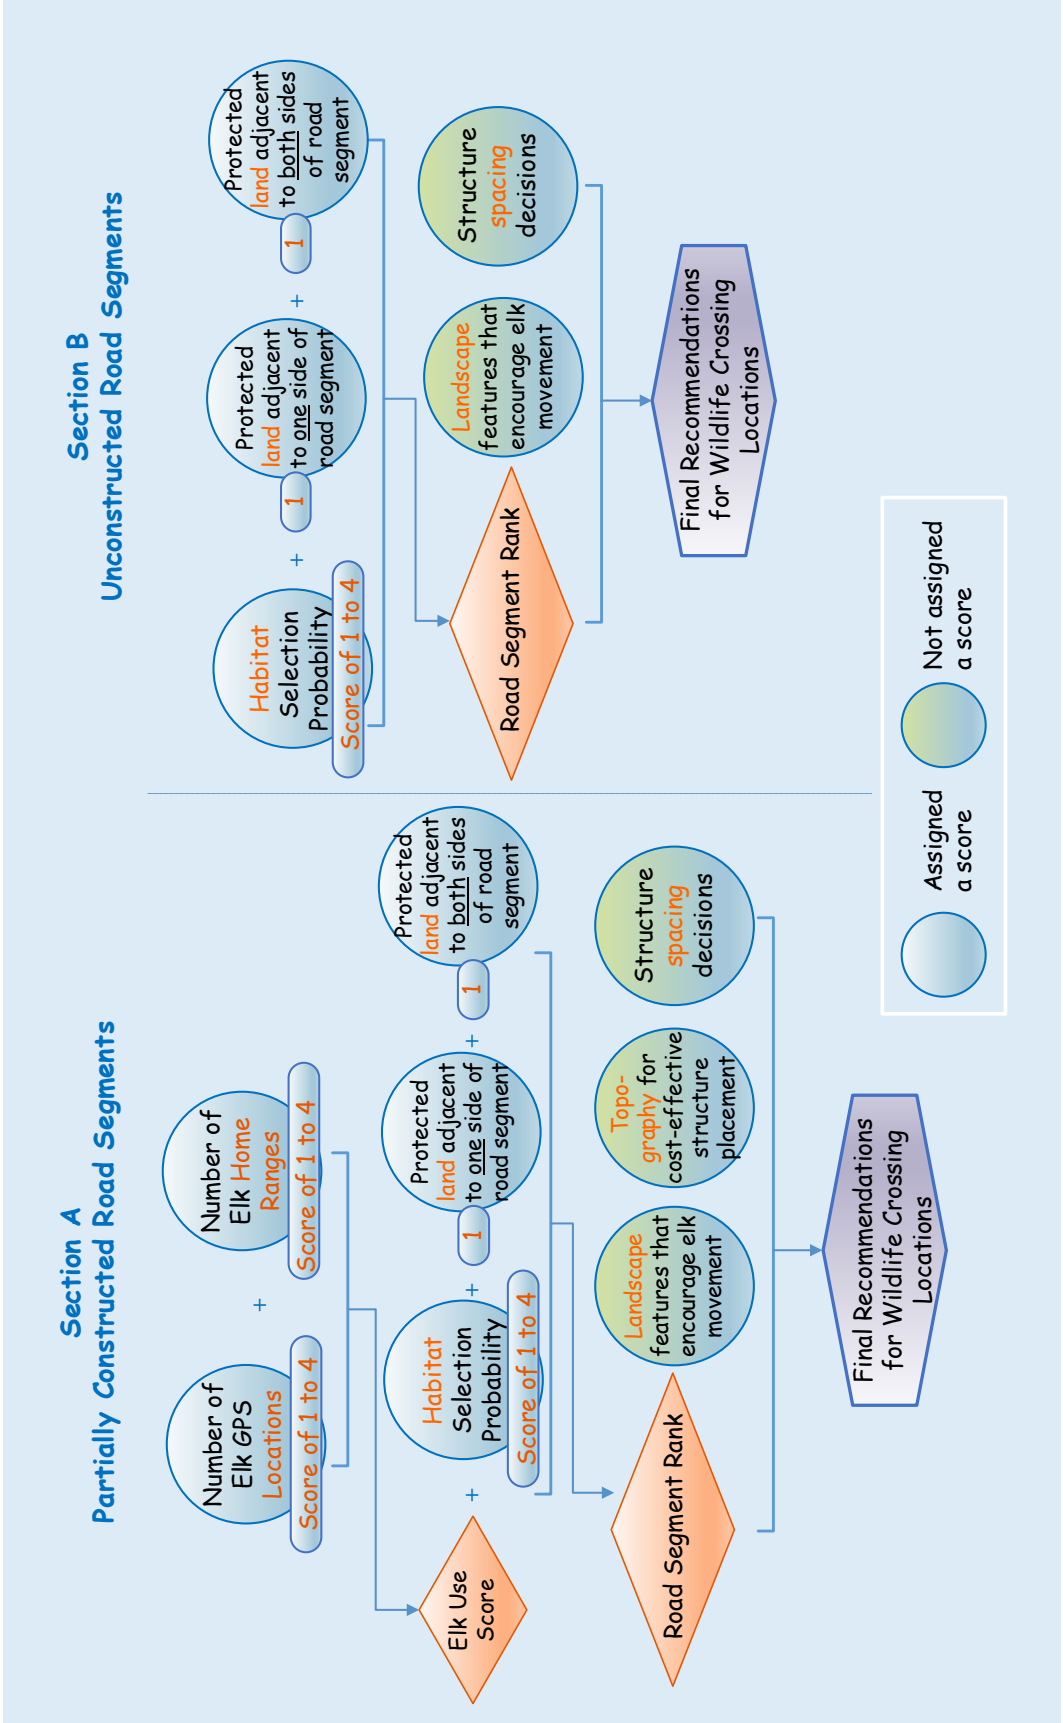 Section A
Partially Constructed Road Segments
Number of
Elk GPS
Locations
Score of 1 to 4
+
Number of
Elk Home
Ranges
Score of 1 to 4
Elk Use
Score
+
Habitat
Selection
Probability
Score of 1 to 4
+
1
Protected
land adjacent
to one side of
road segment
+
1
Protected
land adjacent
to both sides
of road
segment
Road Segment Rank
Landscape
features that
encourage elk
movement
Topo-
graphy for
cost-effective
structure
placement
Structure
spacing
decisions
Final Recommendations
for Wildlife Crossing
Locations
Section B
Unconstructed Road Segments
Habitat
Selection
Probability
Score of 1 to 4
+
1
Protected
land adjacent
to one side of
road segment
+
1
Protected
land adjacent
to both sides
of road
segment
Road Segment Rank
Landscape
features that
encourage elk
movement
Structure
spacing
decisions
Final Recommendations
for Wildlife Crossing
Locations
Assigned
a score
Not assigned
a score